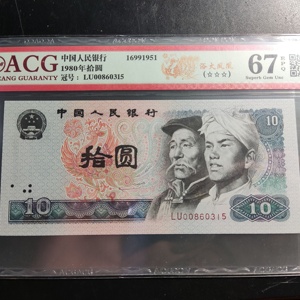 ACG
中国人民银行
16991951
1980年拾圆
冠号：LU00860315
(☆☆☆)
67 EPQ
Superb Gem Unc
中国人民银行
10
拾圆
LU00860315
10
10